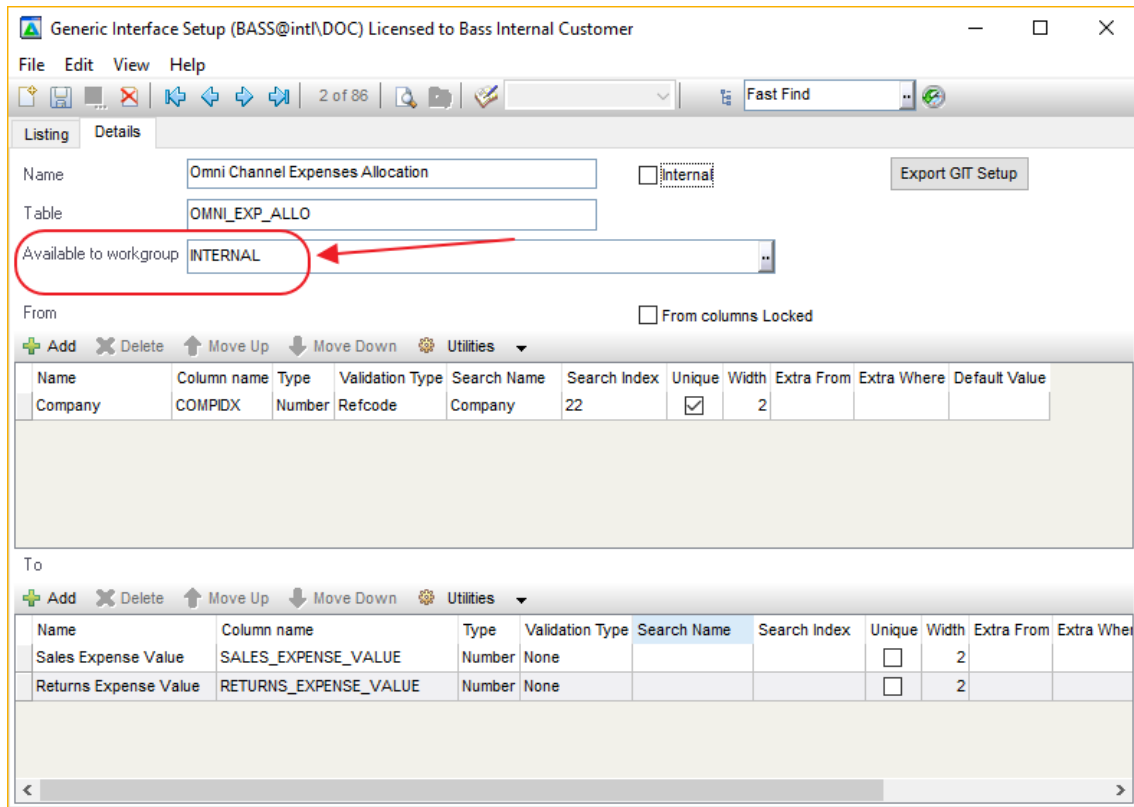 Generic Interface Setup (BASS@intl\DOC) Licensed to Bass Internal Customer
File Edit View Help
2 of 86 Fast Find
Listing Details
Name Omni Channel Expenses Allocation Internal Export GIT Setup
Table OMNI_EXP_ALLO
Available to workgroup INTERNAL
From From columns Locked
Add Delete Move Up Move Down Utilities
Name Column name Type Validation Type Search Name Search Index Unique Width Extra From Extra Where Default Value
Company COMPIDX Number Refcode Company 22 2
To
Add Delete Move Up Move Down Utilities
Name Column name Type Validation Type Search Name Search Index Unique Width Extra From Extra Wher
Sales Expense Value SALES_EXPENSE_VALUE Number None 2
Returns Expense Value RETURNS_EXPENSE_VALUE Number None 2